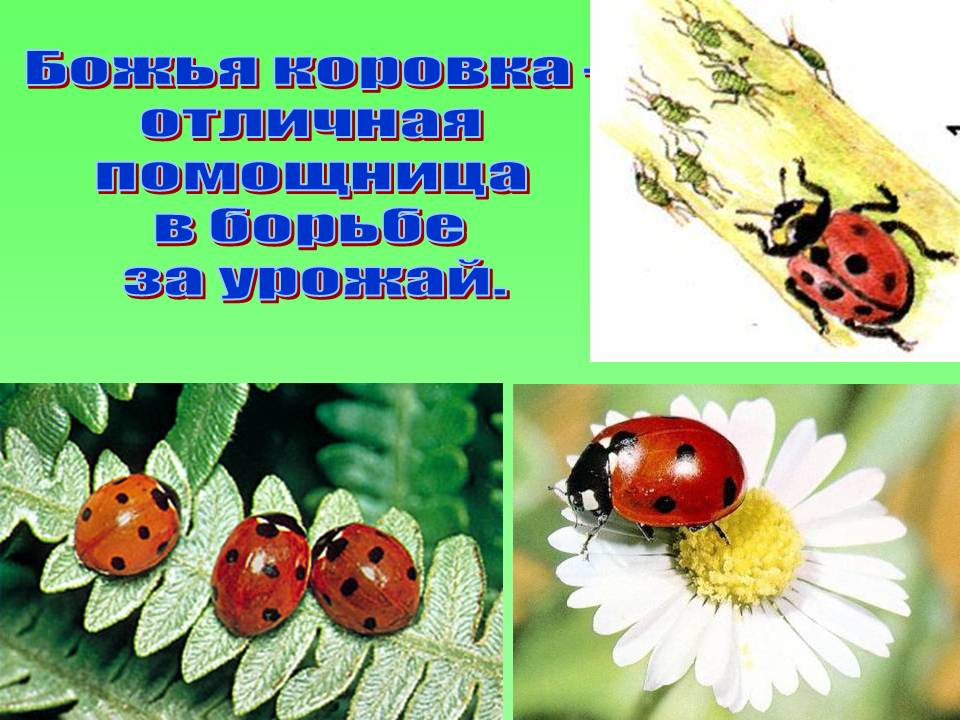 Божья коровка -
отличная
помощница
в борьбе
за урожай.